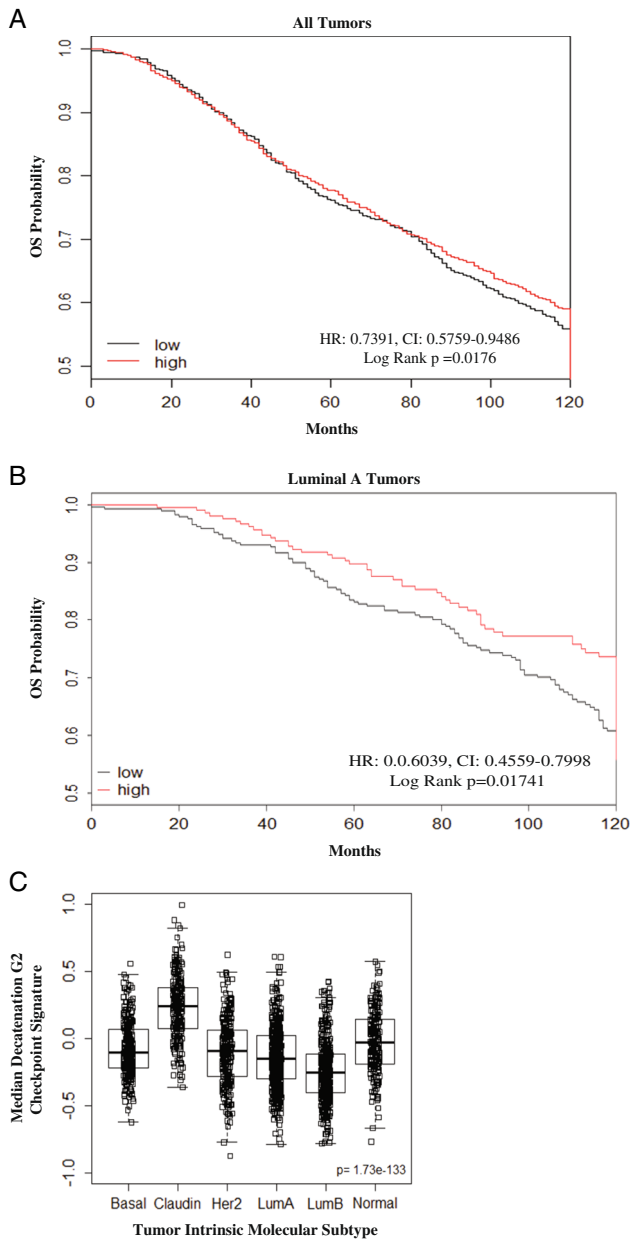 A
All Tumors
OS Probability
1.0
0.9
0.8
0.7
0.6
0.5
low
high
HR: 0.7391, CI: 0.5759-0.9486
Log Rank p =0.0176
0 20 40 60 80 100 120
Months
B
Luminal A Tumors
OS Probability
1.0
0.9
0.8
0.7
0.6
0.5
low
high
HR: 0.0.6039, CI: 0.4559-0.7998
Log Rank p=0.01741
0 20 40 60 80 100 120
Months
C
Median Decatenation G2
Checkpoint Signature
1.0
0.5
0.0
-0.5
-1.0
p= 1.73e-133
Basal Claudin Her2 LumA LumB Normal
Tumor Intrinsic Molecular Subtype